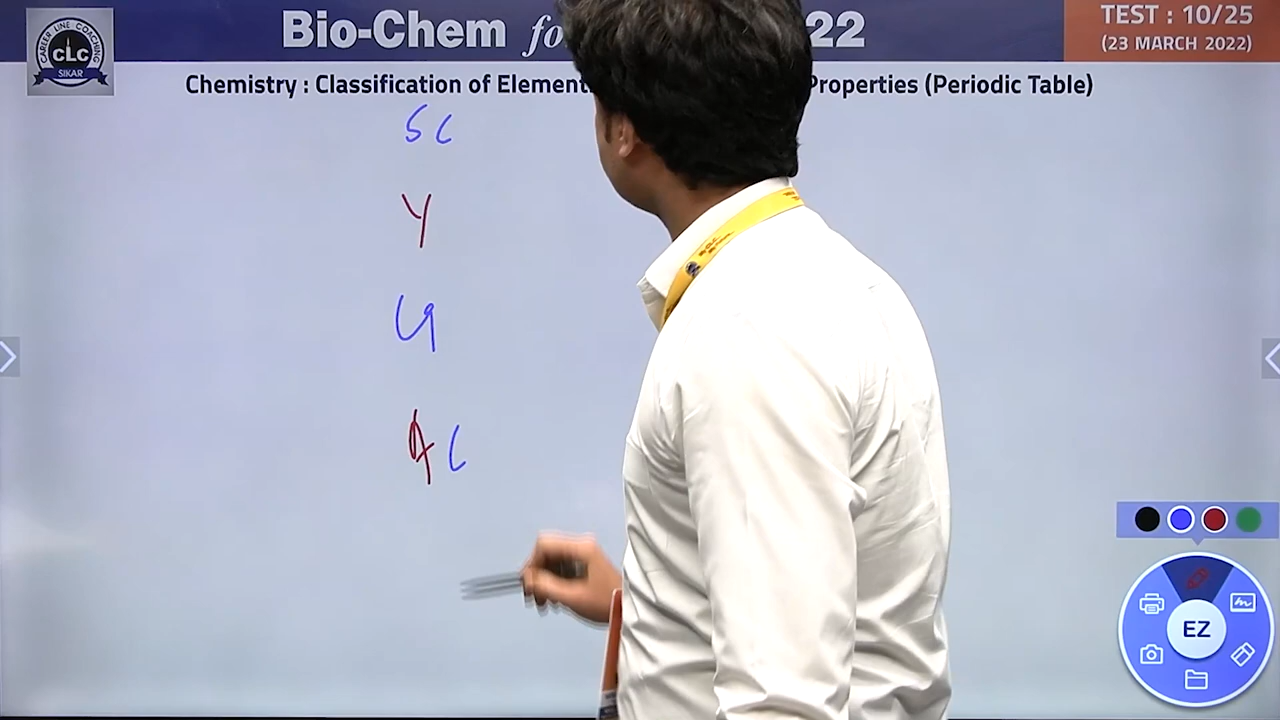 Bio-Chem fo 22
TEST : 10/25
(23 MARCH 2022)
CAREER LINE COACHING
CLC
SIKAR
Chemistry : Classification of Element Properties (Periodic Table)
Sc
Y
La
Ac
EZ